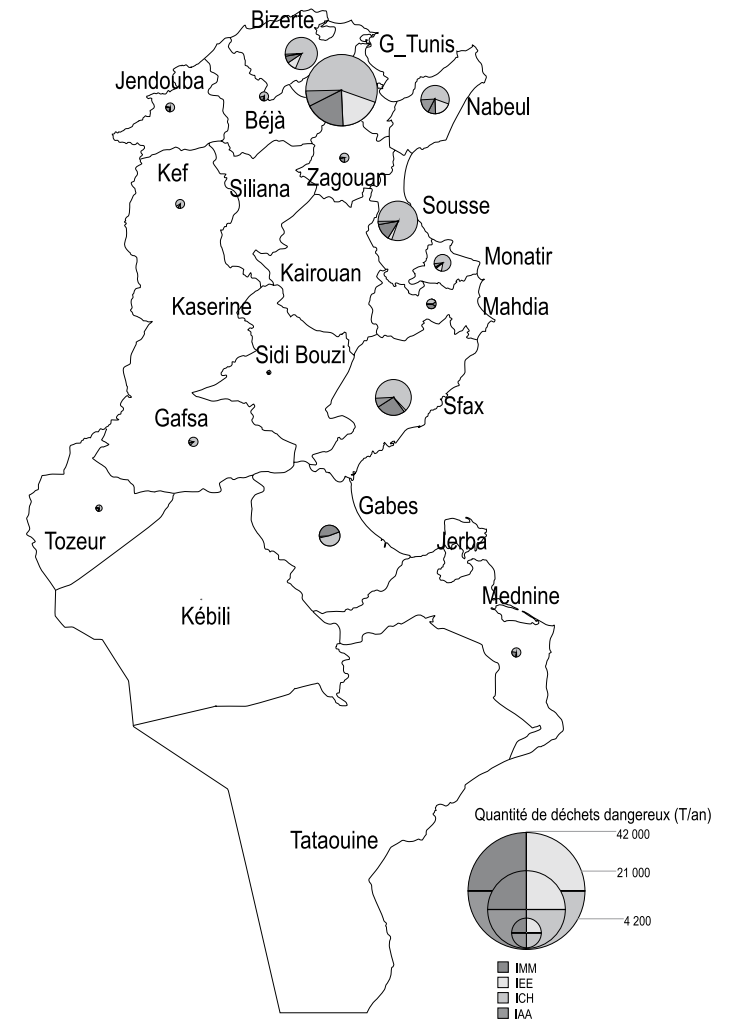 Bizerte
G_Tunis
Jendouba
Nabeul
Béjà
Kef
Siliana
Zagouan
Sousse
Monatir
Kairouan
Kaserine
Mahdia
Sidi Bouzi
Sfax
Gafsa
Gabes
Tozeur
Jerba
Mednine
Kébili
Tataouine
Quantité de déchets dangereux (T/an)
42 000
21 000
4 200
IMM
IEE
ICH
IAA